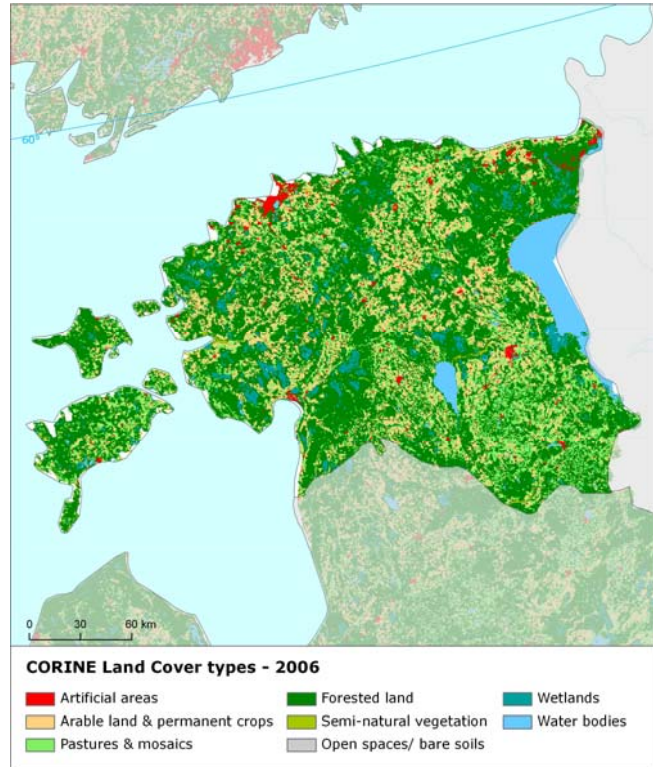 60°
0 30 60 km
CORINE Land Cover types - 2006
Artificial areas
Forested land
Wetlands
Arable land & permanent crops
Semi-natural vegetation
Water bodies
Pastures & mosaics
Open spaces/ bare soils